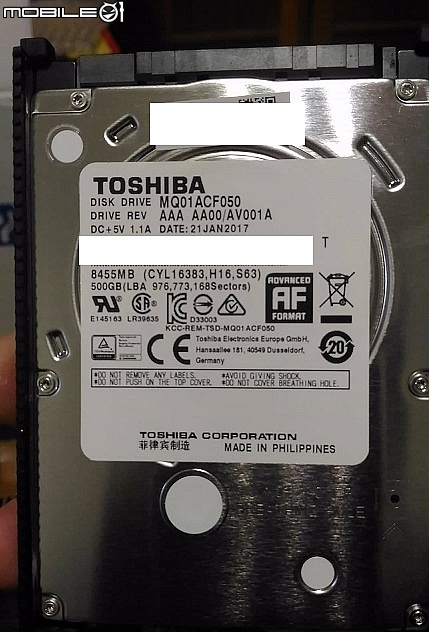 MOBILE01
TOSHIBA
DISK DRIVE MQ01ACF050
DRIVE REV AAA AA00/AV001A
DC+5V 1.1A DATE:21JAN2017
T
8455MB (CYL16383,H16,S63)
500GB(LBA 976,773,168Sectors)
ADVANCED
AF
FORMAT
E145163 LR39635 D33003
KCC-REM-TSD-MQ01ACF050
Toshiba Electronics Europe GmbH,
Hansaallee 181, 40549 Dusseldorf,
Germany
20
*DO NOT REMOVE ANY LABELS. *AVOID GIVING SHOCK.
*DO NOT PUSH ON THE TOP COVER. *DO NOT COVER BREATHING HOLE.
TOSHIBA CORPORATION
菲律宾制造 MADE IN PHILIPPINES